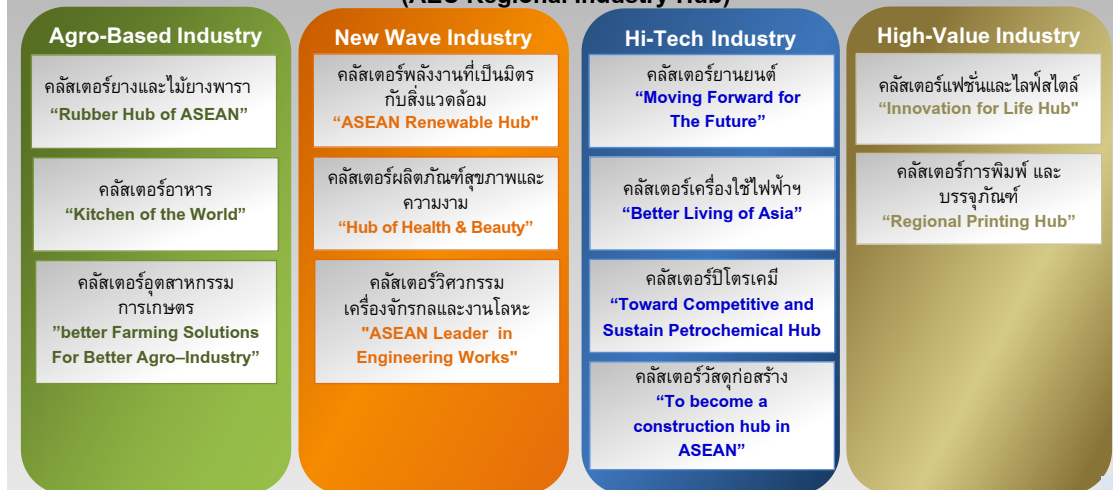 (AEC Regional Industry Hub)
Agro-Based Industry
คลัสเตอร์ยางและไม้ยางพารา
“Rubber Hub of ASEAN”
คลัสเตอร์อาหาร
“Kitchen of the World”
คลัสเตอร์อุตสาหกรรม
การเกษตร
”better Farming Solutions
For Better Agro–Industry”
New Wave Industry
คลัสเตอร์พลังงานที่เป็นมิตร
กับสิ่งแวดล้อม
“ASEAN Renewable Hub"
คลัสเตอร์ผลิตภัณฑ์สุขภาพและ
ความงาม
“Hub of Health & Beauty”
คลัสเตอร์วิศวกรรม
เครื่องจักรกลและงานโลหะ
"ASEAN Leader in
Engineering Works"
Hi-Tech Industry
คลัสเตอร์ยานยนต์
“Moving Forward for
The Future”
คลัสเตอร์เครื่องใช้ไฟฟ้าฯ
“Better Living of Asia”
คลัสเตอร์ปิโตรเคมี
“Toward Competitive and
Sustain Petrochemical Hub
คลัสเตอร์วัสดุก่อสร้าง
“To become a
construction hub in
ASEAN”
High-Value Industry
คลัสเตอร์แฟชั่นและไลฟ์สไตล์
“Innovation for Life Hub"
คลัสเตอร์การพิมพ์ และ
บรรจุภัณฑ์
“Regional Printing Hub”